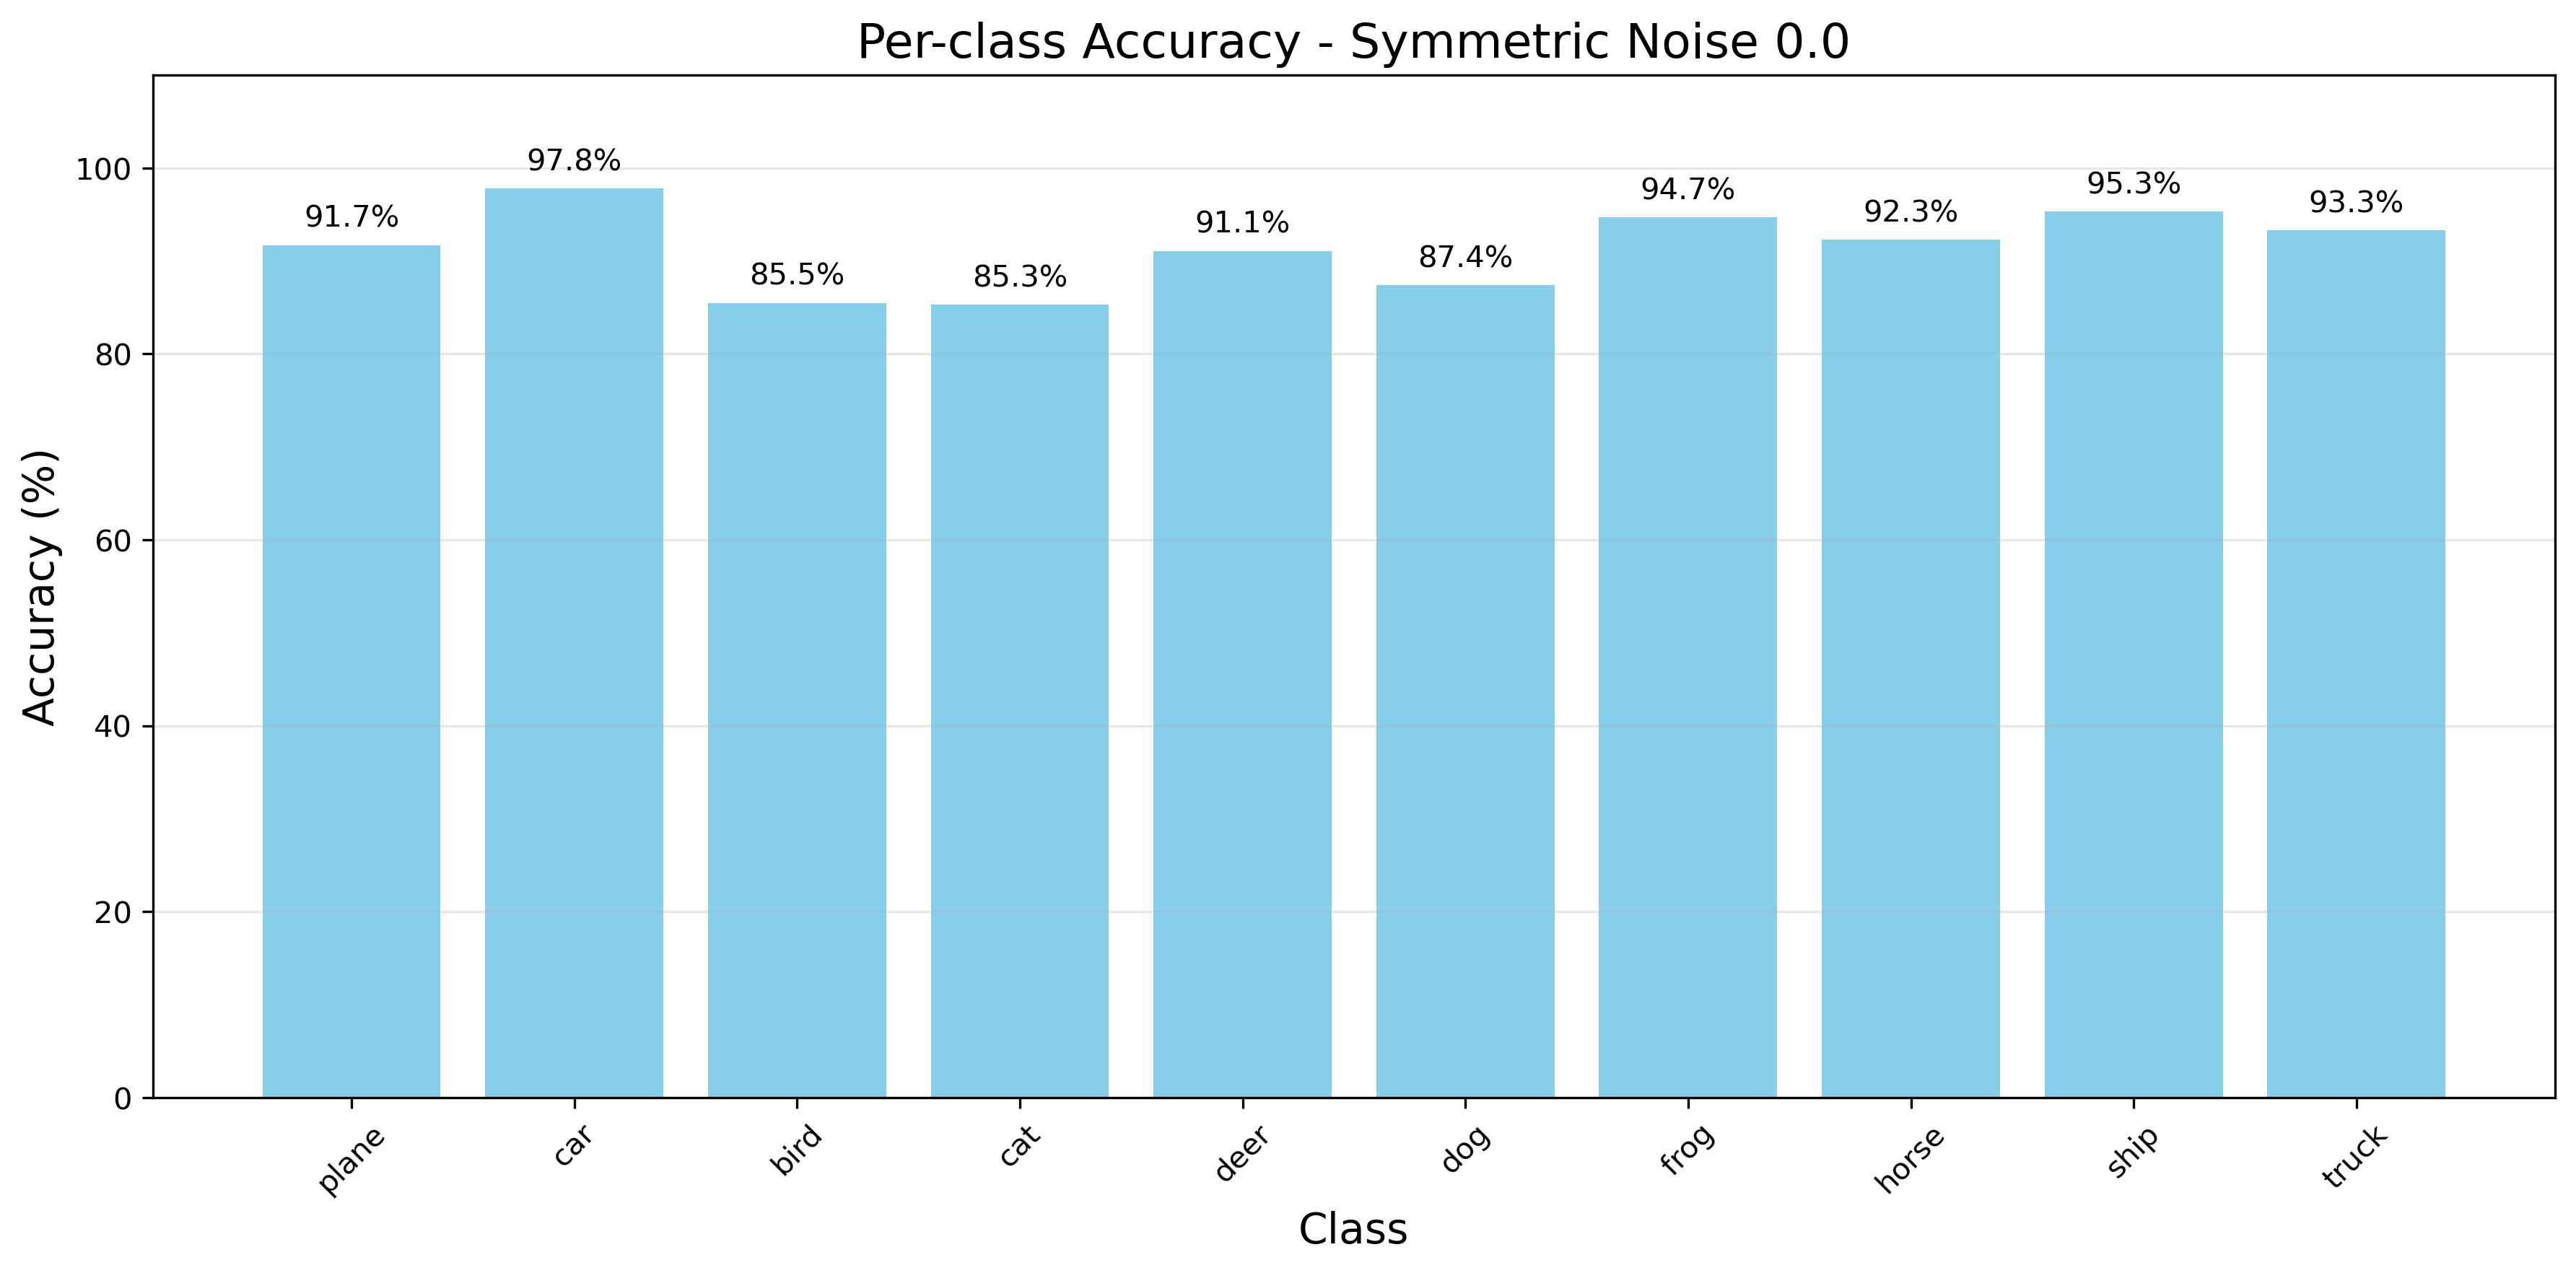 Per-class Accuracy - Symmetric Noise 0.0
Accuracy (%)
100
80
60
40
20
0
91.7%
97.8%
85.5%
85.3%
91.1%
87.4%
94.7%
92.3%
95.3%
93.3%
plane
car
bird
cat
deer
dog
frog
horse
ship
truck
Class